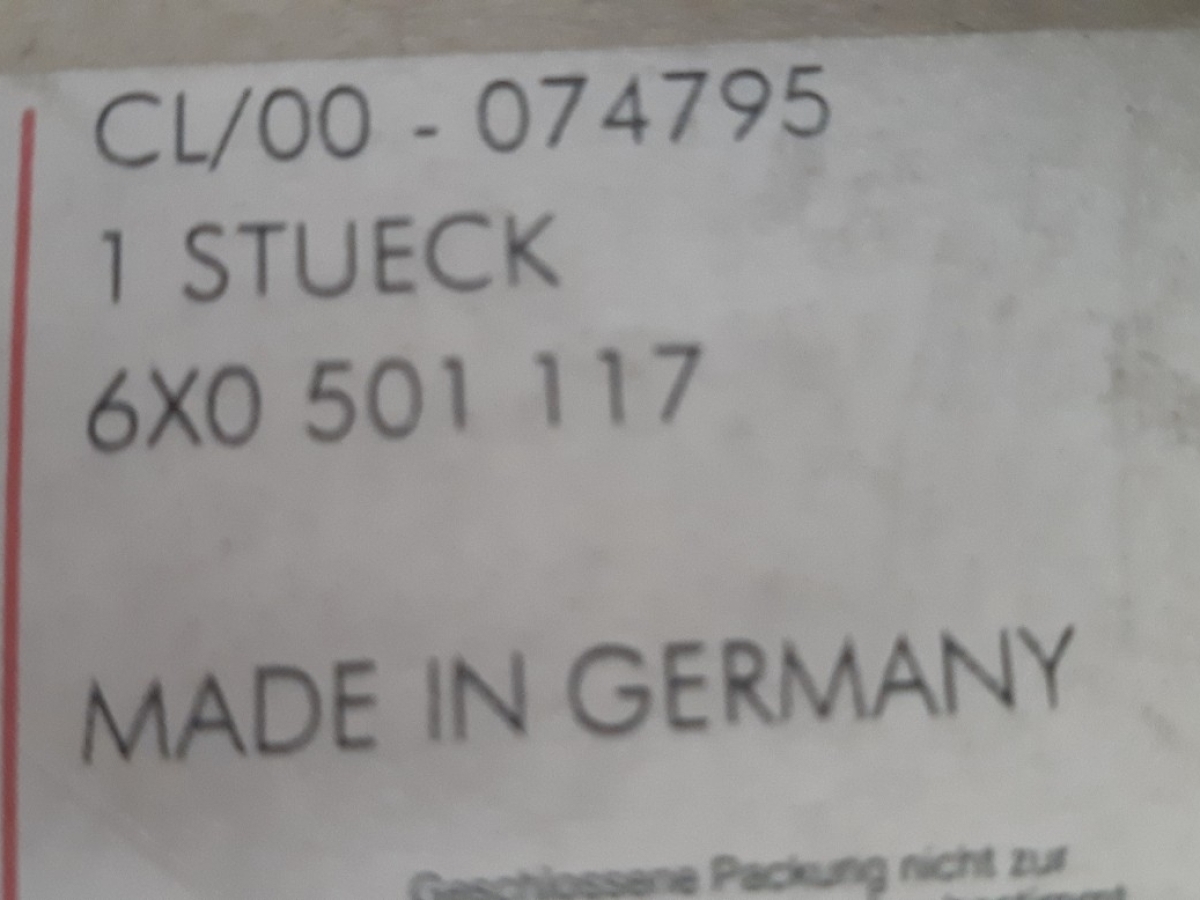 CL/00 - 074795
1 STUECK
6X0 501 117
MADE IN GERMANY
Geschlossene Packung nicht zur